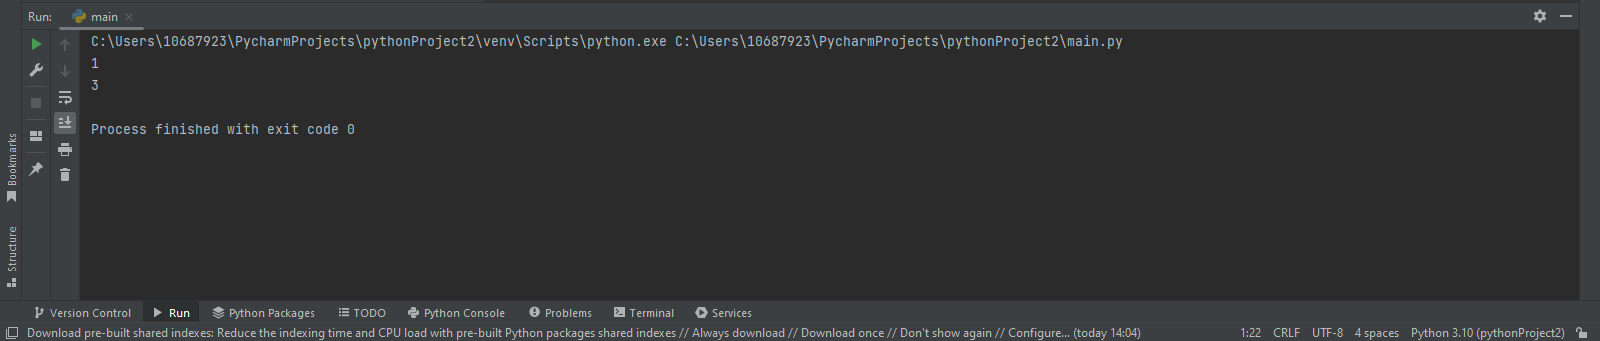 Run: main
C:\Users\10687923\PycharmProjects\pythonProject2\venv\Scripts\python.exe C:\Users\10687923\PycharmProjects\pythonProject2\main.py
1
3
Process finished with exit code 0
Bookmarks
Structure
Version Control Run Python Packages TODO Python Console Problems Terminal Services
Download pre-built shared indexes: Reduce the indexing time and CPU load with pre-built Python packages shared indexes // Always download // Download once // Don't show again // Configure... (today 14:04) 1:22 CRLF UTF-8 4 spaces Python 3.10 (pythonProject2)